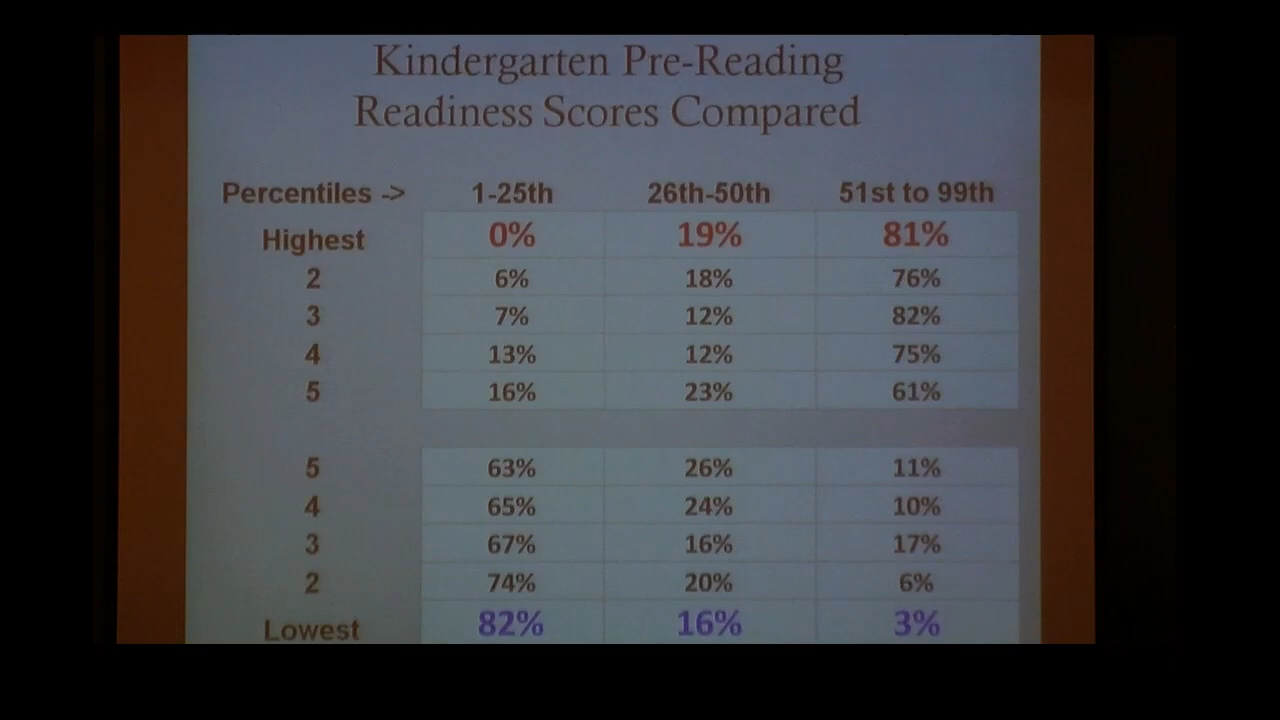 Kindergarten Pre-Reading
Readiness Scores Compared
Percentiles -> 1-25th 26th-50th 51st to 99th
Highest 0% 19% 81%
2 6% 18% 76%
3 7% 12% 82%
4 13% 12% 75%
5 16% 23% 61%
5 63% 26% 11%
4 65% 24% 10%
3 67% 16% 17%
2 74% 20% 6%
Lowest 82% 16% 3%